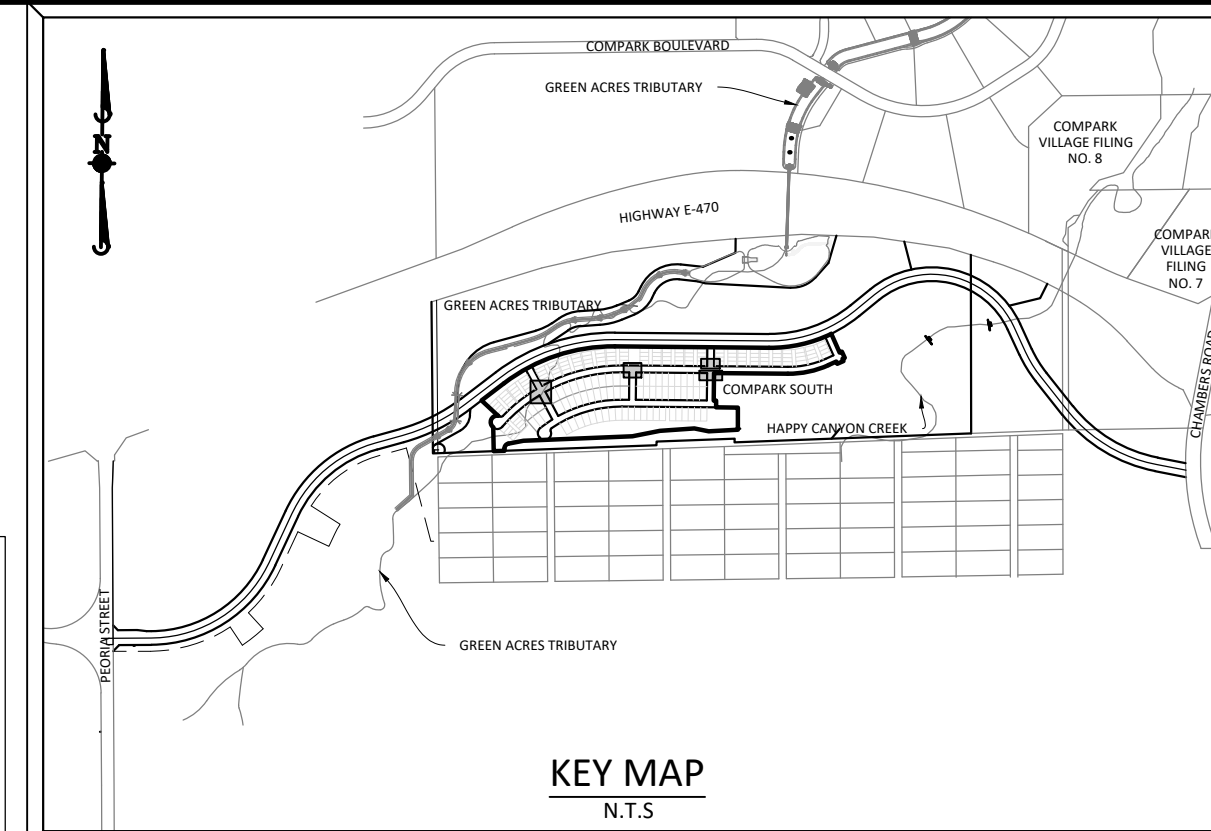 COMPARK BOULEVARD
GREEN ACRES TRIBUTARY
N
COMPARK
VILLAGE FILING
NO. 8
HIGHWAY E-470
COMPARK
VILLAGE
FILING
NO. 7
GREEN ACRES TRIBUTARY
COMPARK SOUTH
HAPPY CANYON CREEK
CHAMBERS ROAD
PEORIA STREET
GREEN ACRES TRIBUTARY
KEY MAP
N.T.S